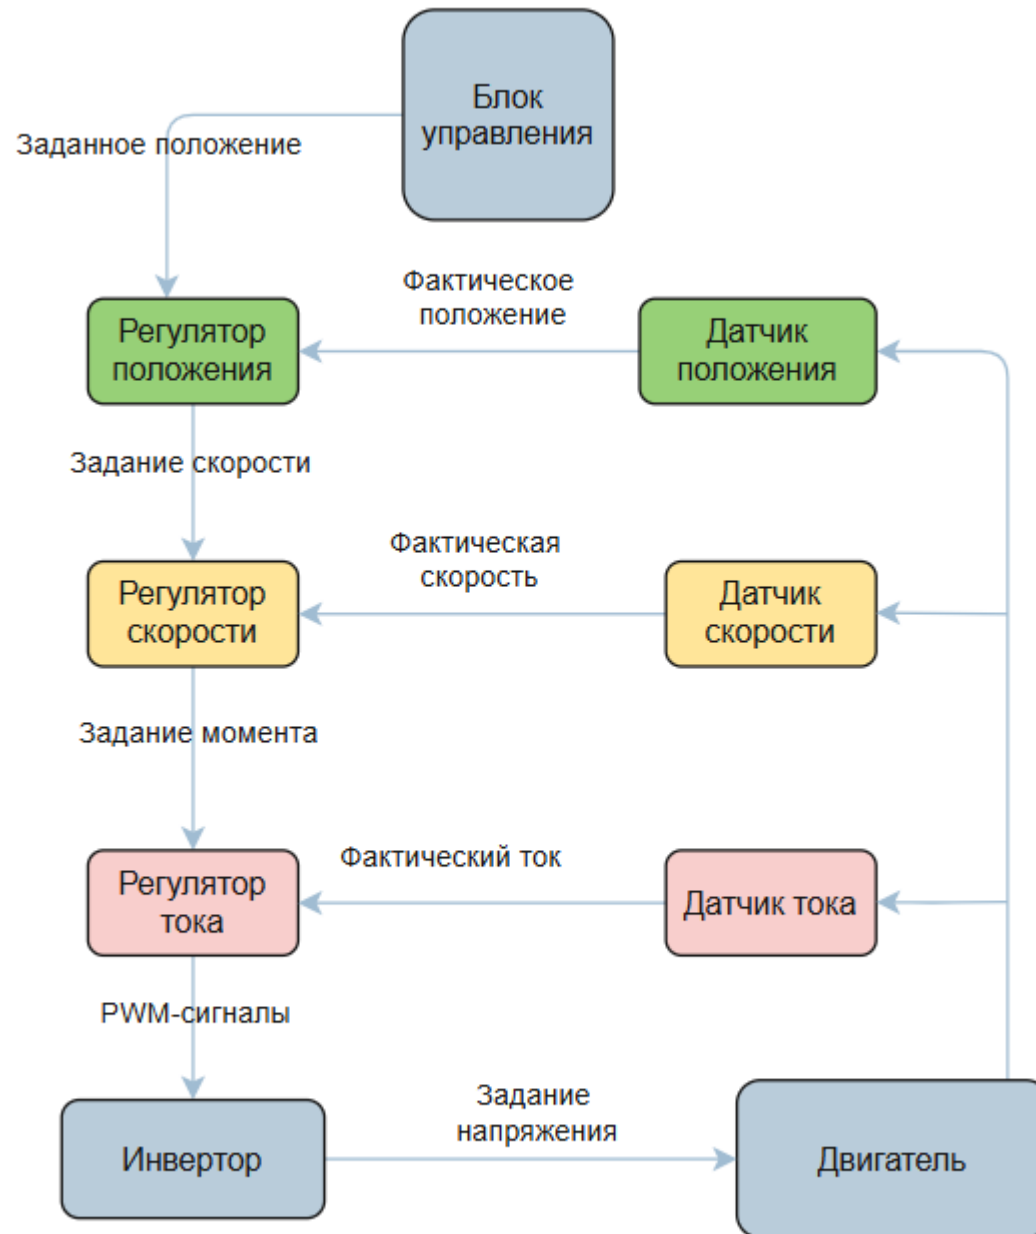 Блок
управления
Заданное положение
Фактическое
положение
Регулятор
положения
Датчик
положения
Задание скорости
Фактическая
скорость
Регулятор
скорости
Датчик
скорости
Задание момента
Фактический ток
Регулятор
тока
Датчик тока
PWM-сигналы
Задание
напряжения
Инвертор
Двигатель